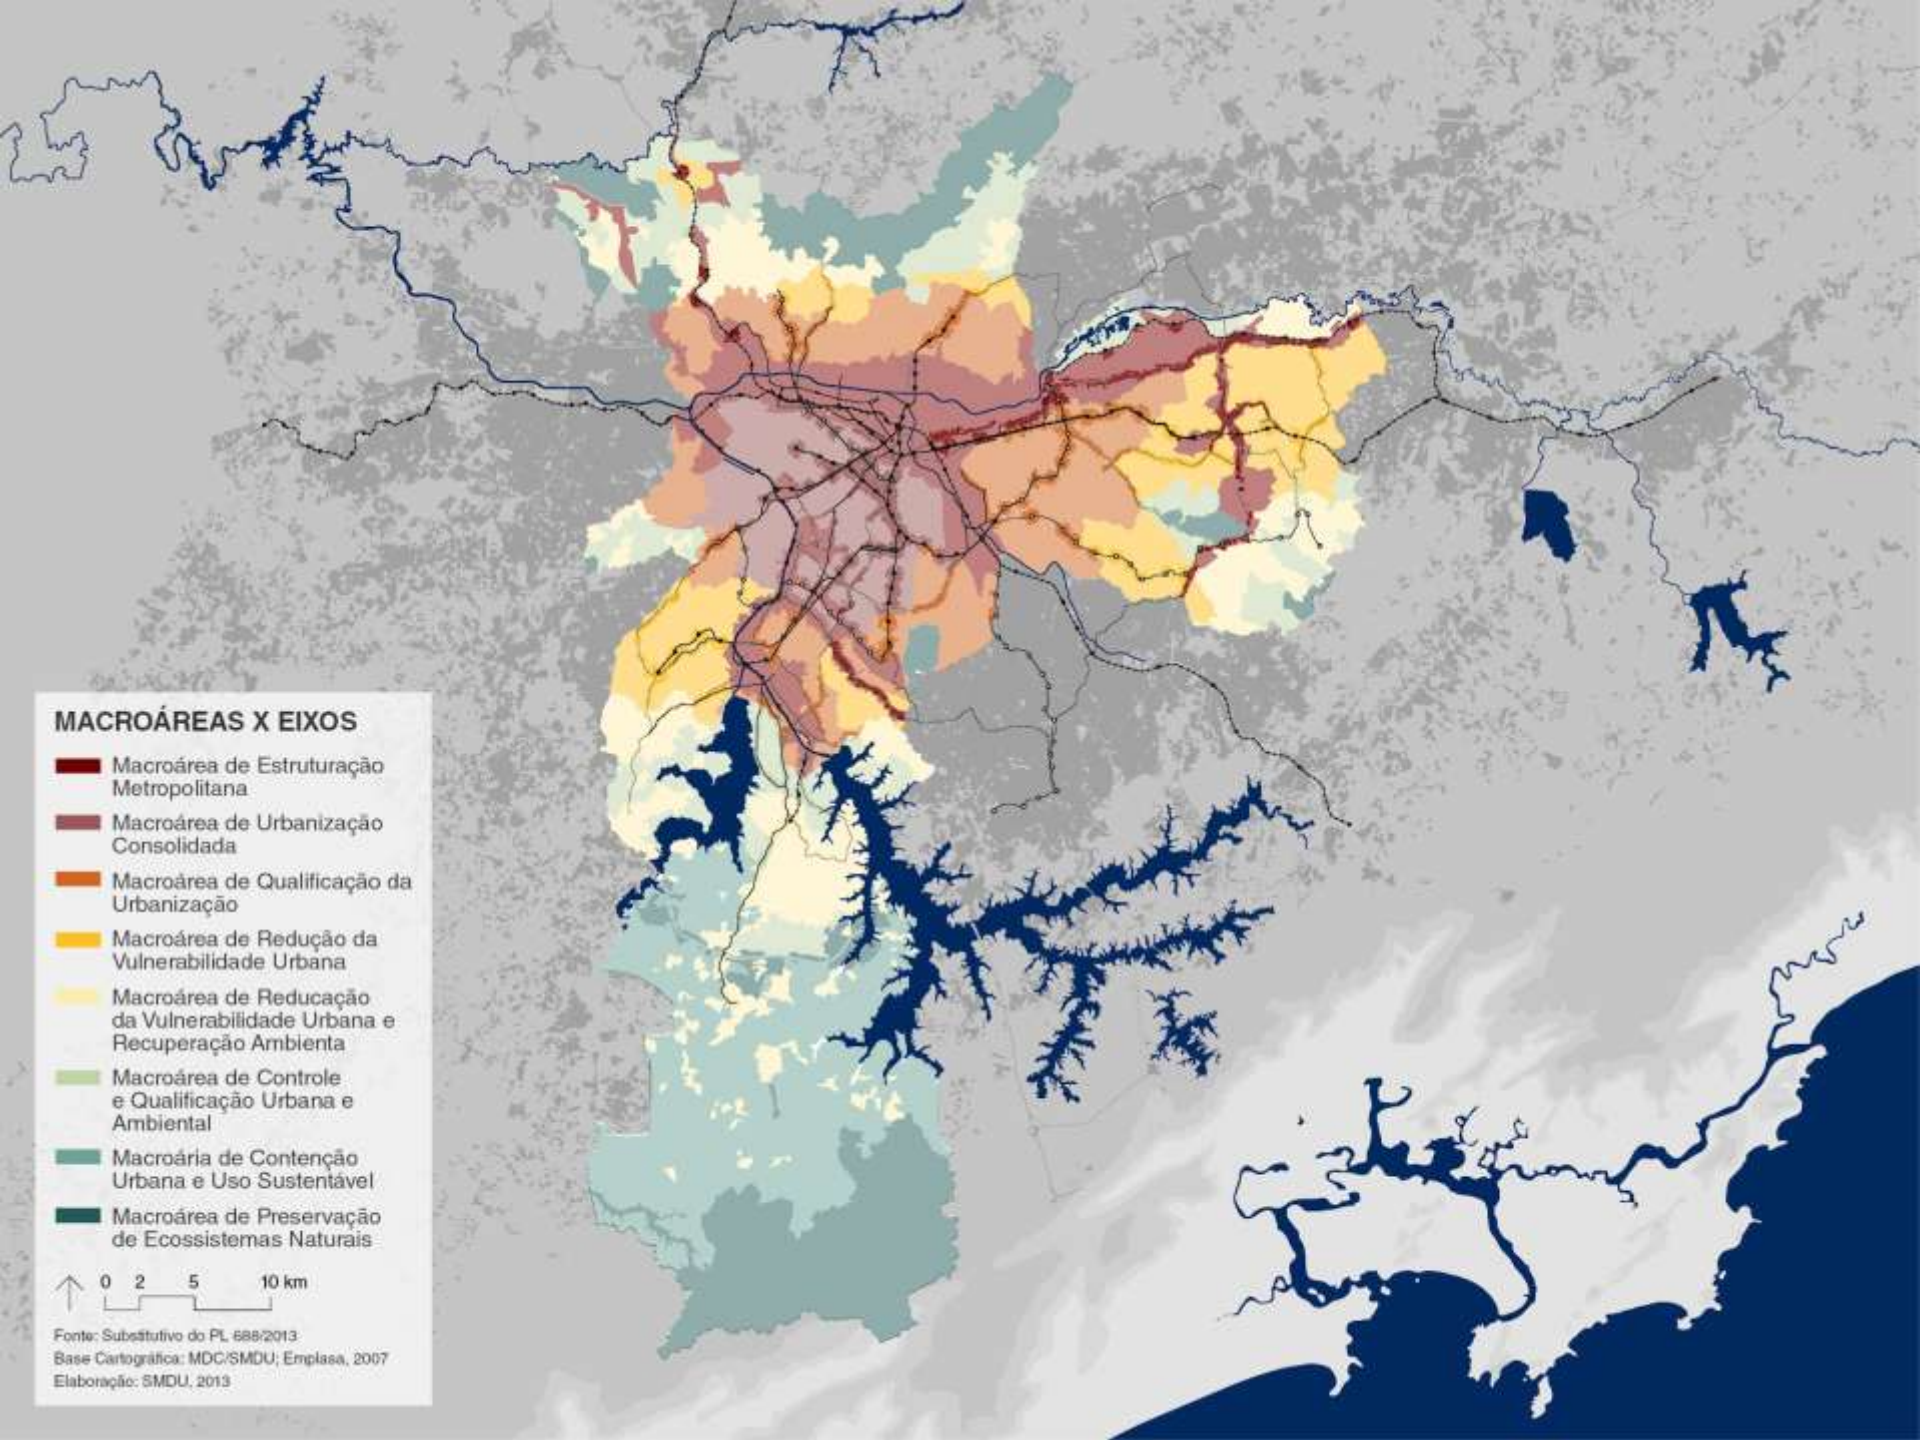 MACROÁREAS X EIXOS
Macroárea de Estruturação
Metropolitana
Macroárea de Urbanização
Consolidada
Macroárea de Qualificação da
Urbanização
Macroárea de Redução da
Vulnerabilidade Urbana
Macroárea de Reducação
da Vulnerabilidade Urbana e
Recuperação Ambienta
Macroárea de Controle
e Qualificação Urbana e
Ambiental
Macroária de Contenção
Urbana e Uso Sustentável
Macroárea de Preservação
de Ecossistemas Naturais
0 2 5 10 km
Fonte: Substitutivo do PL 688/2013
Base Cartográfica: MDC/SMDU; Emplasa, 2007
Elaboração: SMDU, 2013